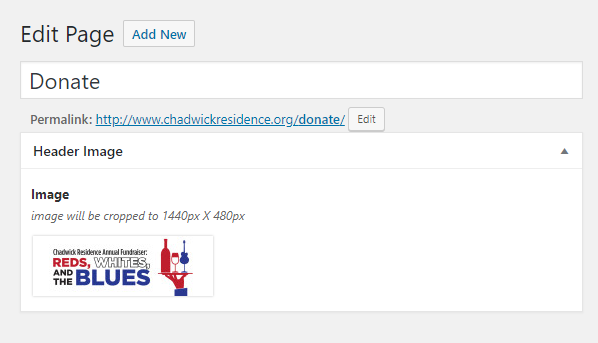 Edit Page Add New
Donate
Permalink: http://www.chadwickresidence.org/donate/ Edit
Header Image
Image
image will be cropped to 1440px X 480px
Chadwick Residence Annual Fundraiser:
REDS, WHITES,
AND THE BLUES